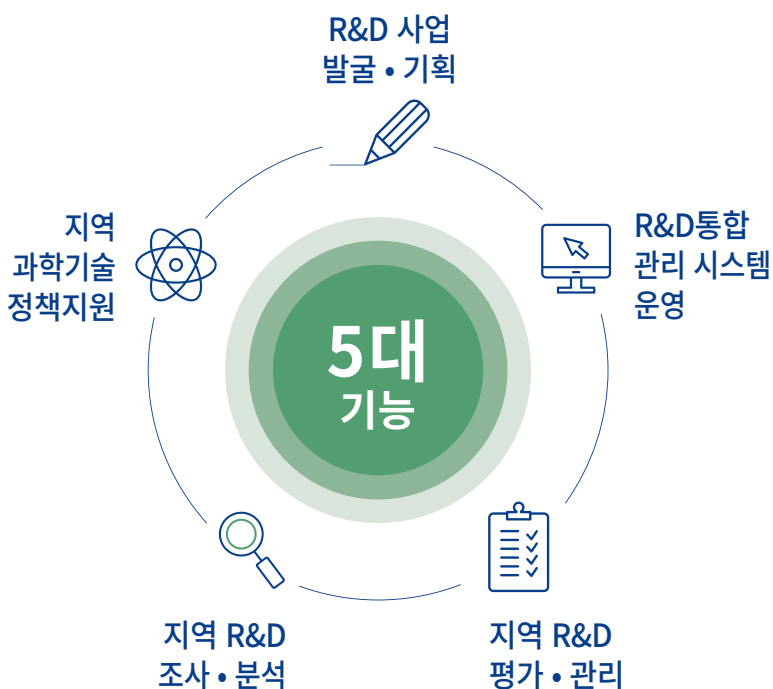 R&D 사업
발굴 • 기획
지역
과학기술
정책지원
R&D통합
관리 시스템
운영
5대
기능
지역 R&D
조사 • 분석
지역 R&D
평가 • 관리